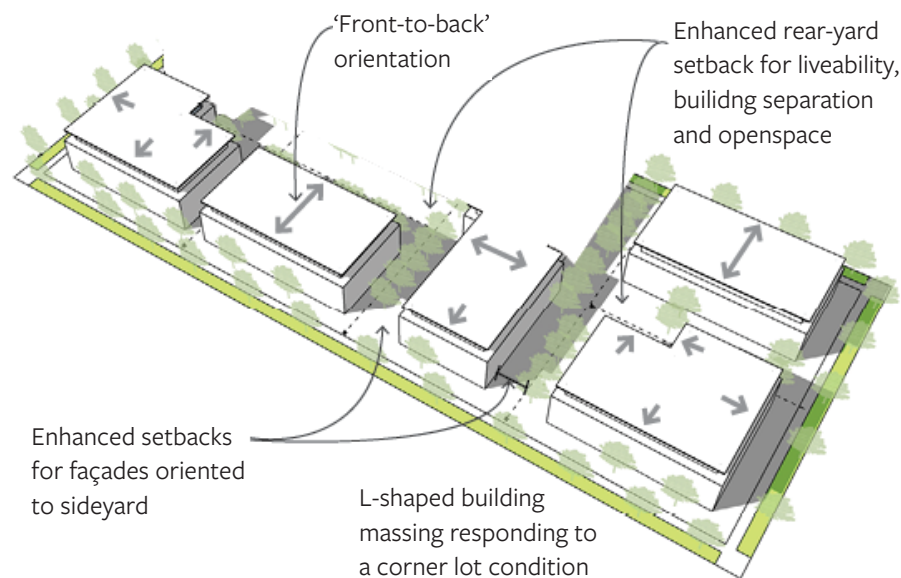 ‘Front-to-back’
orientation
Enhanced rear-yard
setback for liveability,
builidng separation
and openspace
Enhanced setbacks
for façades oriented
to sideyard
L-shaped building
massing responding to
a corner lot condition